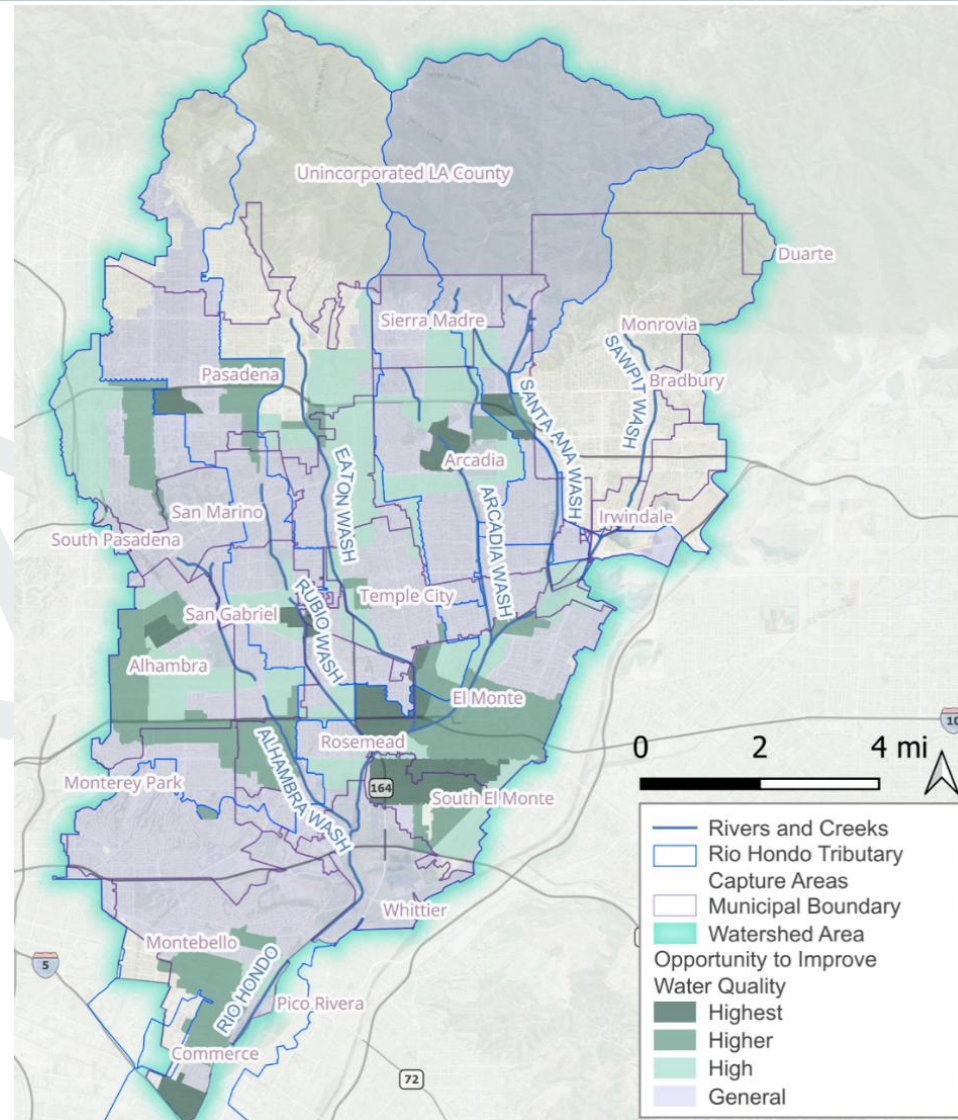 Unincorporated LA County
Duarte
Sierra Madre
Monrovia
SAWPIT WASH
Bradbury
Pasadena
SANTA ANA WASH
EATON WASH
Arcadia
ARCADIA WASH
San Marino
Irwindale
South Pasadena
RUBIO WASH
Temple City
San Gabriel
Alhambra
El Monte
10
Rosemead
ALHAMBRA WASH
0 2 4 mi
Monterey Park
164
South El Monte
Whittier
Montebello
5
RIO HONDO
Pico Rivera
Commerce
72
Rivers and Creeks
Rio Hondo Tributary
Capture Areas
Municipal Boundary
Watershed Area
Opportunity to Improve
Water Quality
Highest
Higher
High
General